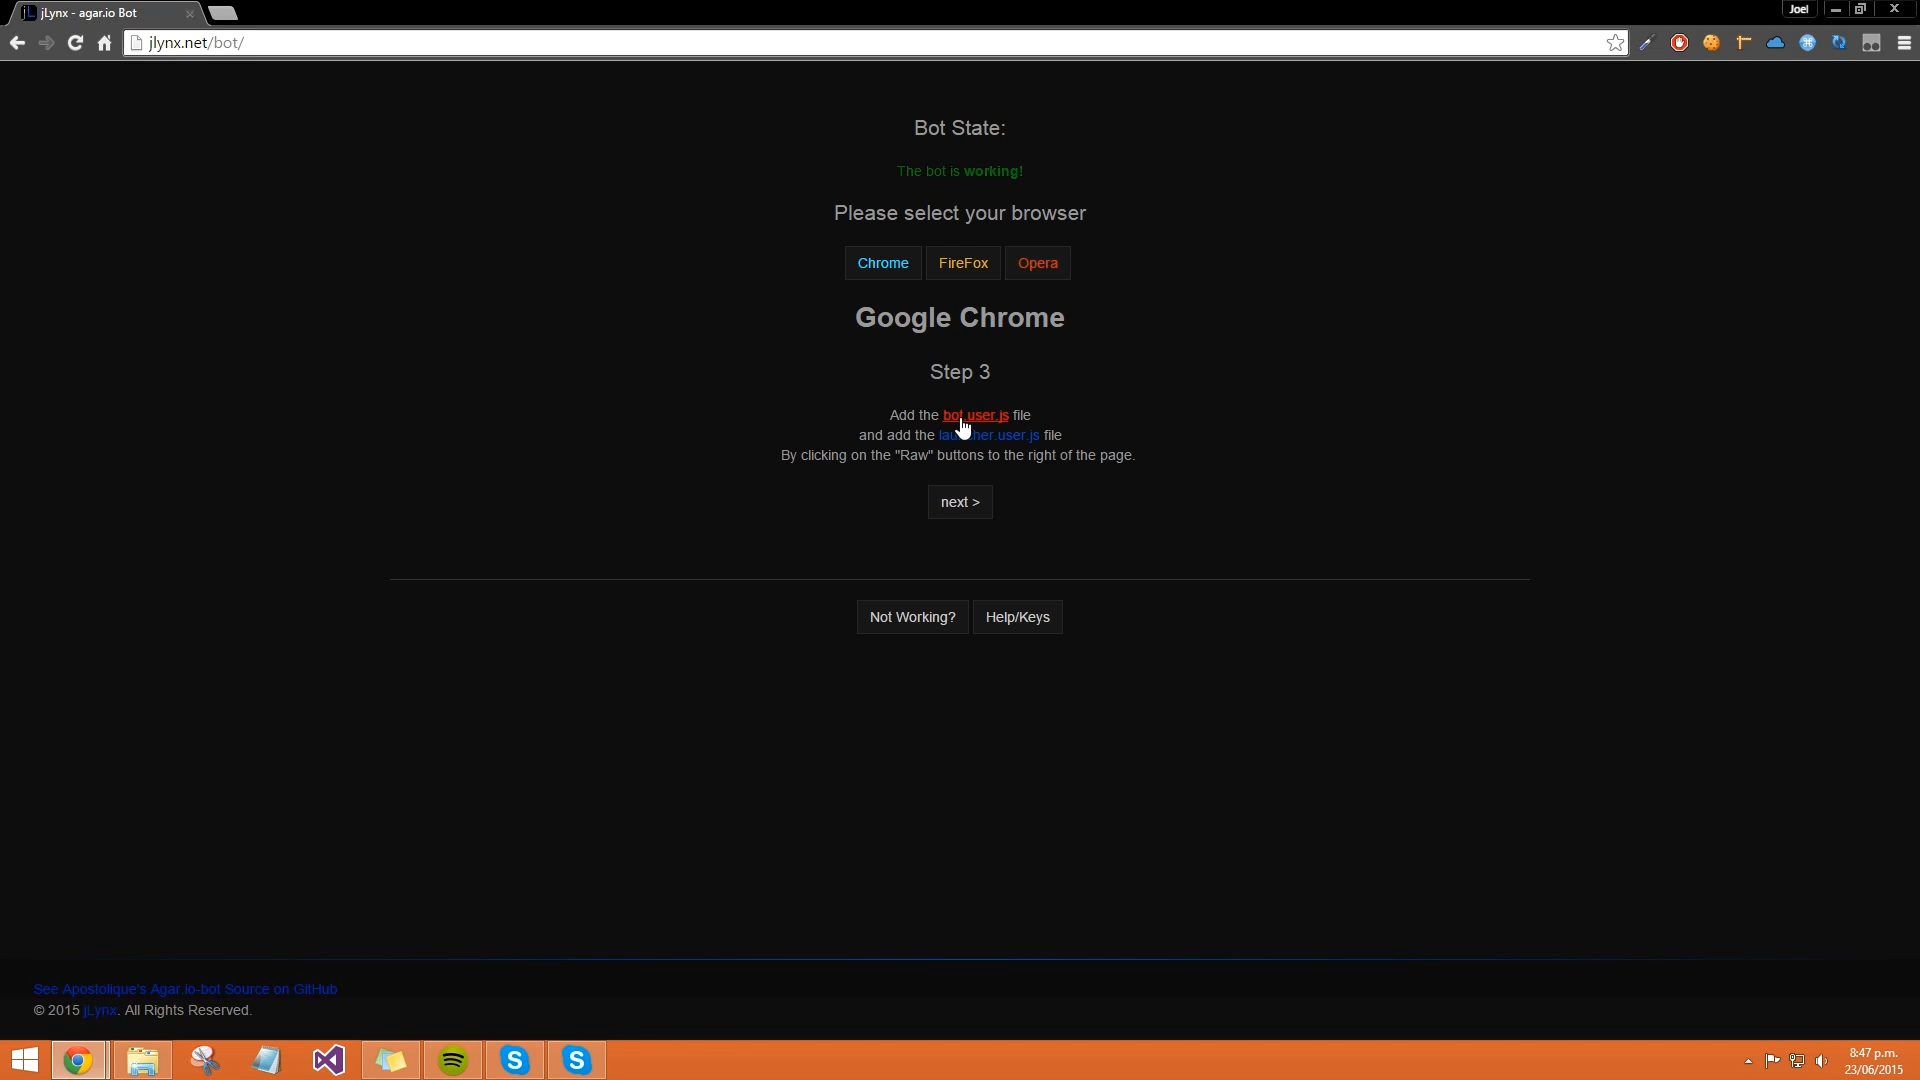 jLynx - agar.io Bot
Joel
jlynx.net/bot/
Bot State:
The bot is working!
Please select your browser
Chrome
FireFox
Opera
Google Chrome
Step 3
Add the bot.user.js file
and add the launcher.user.js file
By clicking on the "Raw" buttons to the right of the page.
next >
Not Working?
Help/Keys
See Apostolique's Agar io-bot Source on GitHub
© 2015 jLynx. All Rights Reserved.
8:47 p.m.
23/06/2015